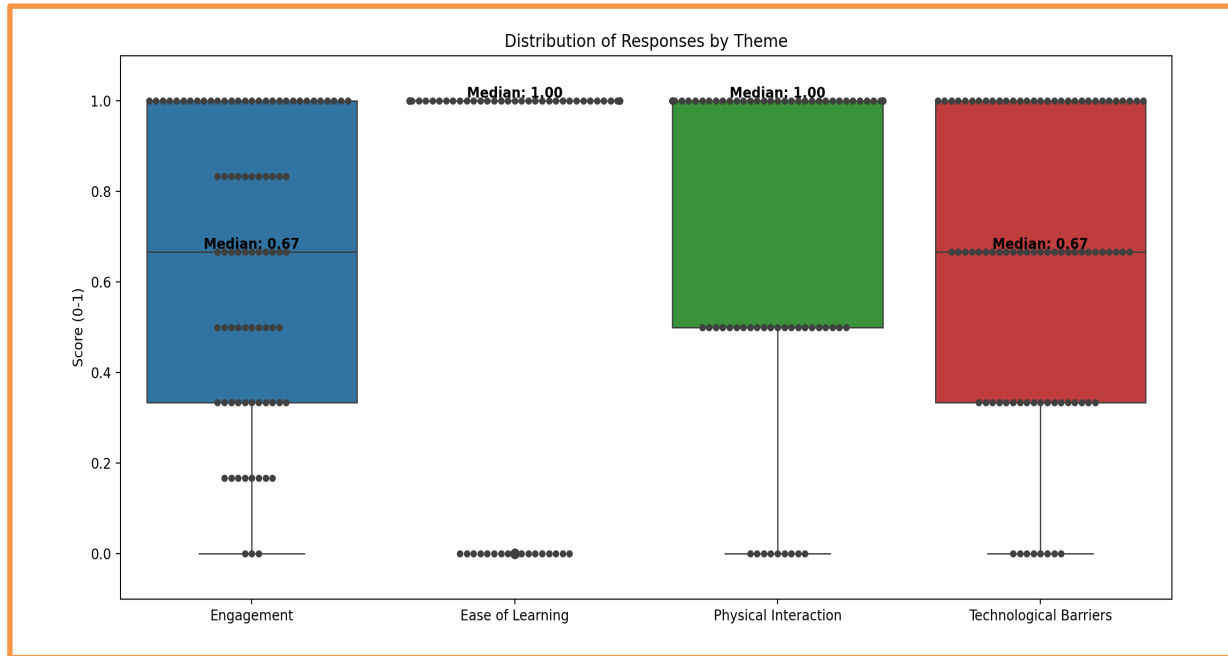 Distribution of Responses by Theme
Median: 1.00
Median: 1.00
Median: 0.67
Median: 0.67
1.0
0.8
0.6
0.4
0.2
0.0
Score (0-1)
Engagement
Ease of Learning
Physical Interaction
Technological Barriers